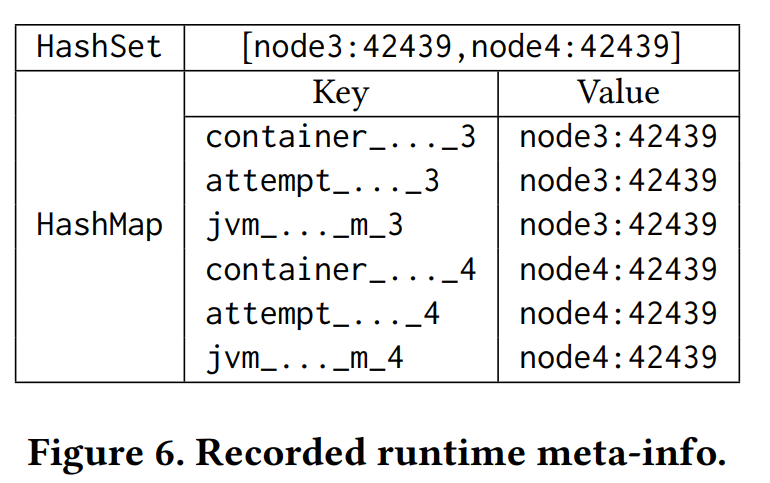 HashSet [node3:42439,node4:42439]
Key Value
container_..._3 node3:42439
attempt_..._3 node3:42439
HashMap jvm_..._m_3 node3:42439
container_..._4 node4:42439
attempt_..._4 node4:42439
jvm_..._m_4 node4:42439
Figure 6. Recorded runtime meta-info.